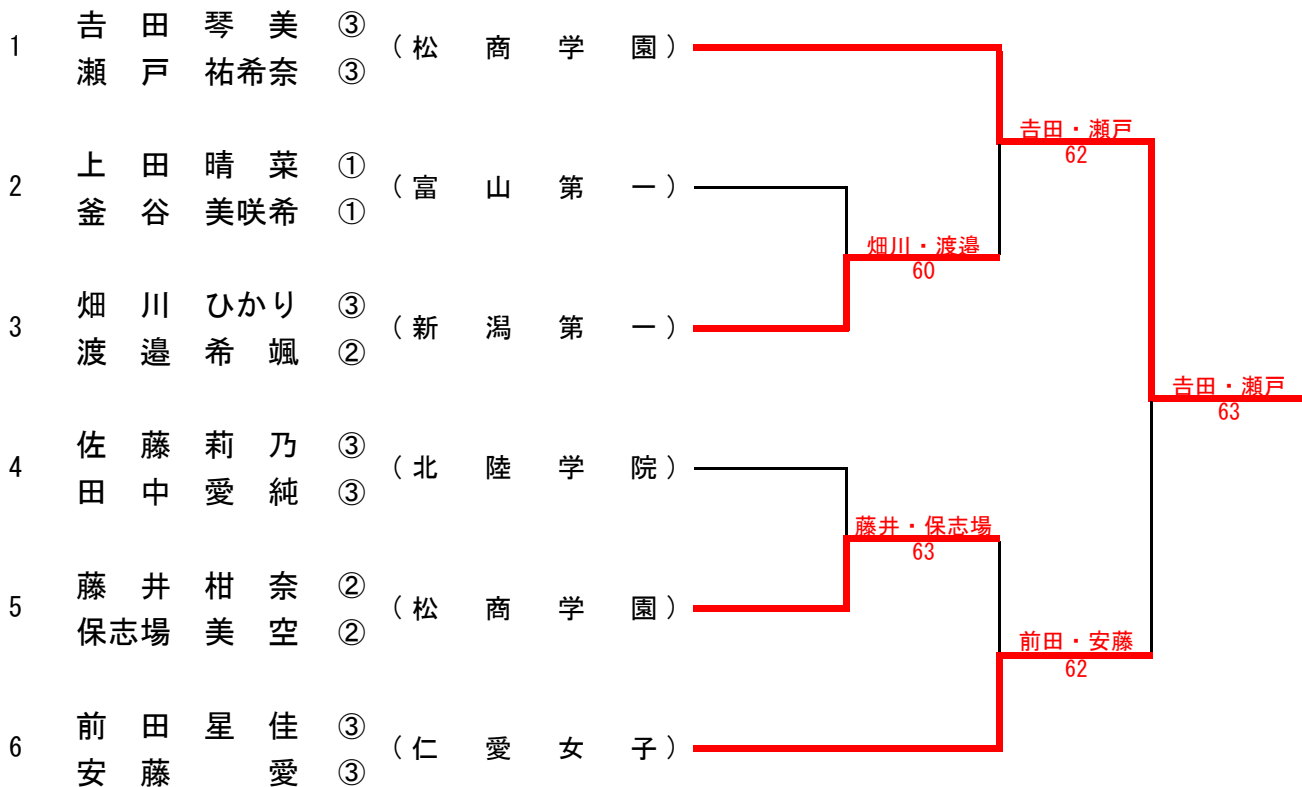 1 𠮷田琴美 ③ (松商学園)
瀬戸祐希奈 ③
𠮷田・瀬戸
62
2 上田晴菜 ① (富山第一)
釜谷美咲希 ①
畑川・渡邉
60
3 畑川ひかり ③ (新潟第一)
渡邉希颯 ②
𠮷田・瀬戸
63
4 佐藤莉乃 ③ (北陸学院)
田中愛純 ③
藤井・保志場
63
5 藤井柑奈 ② (松商学園)
保志場美空 ②
前田・安藤
62
6 前田星佳 ③ (仁愛女子)
安藤愛 ③